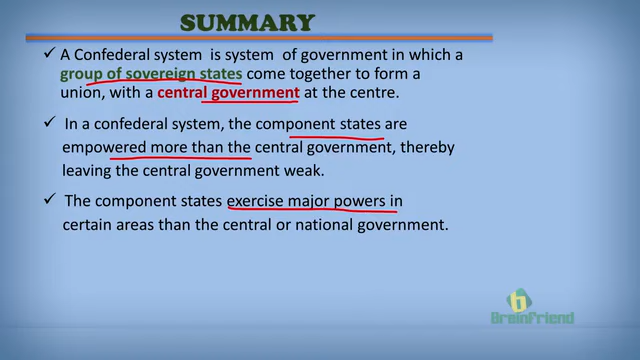 SUMMARY
✓ A Confederal system is system of government in which a
group of sovereign states come together to form a
union, with a central government at the centre.
✓ In a confederal system, the component states are
empowered more than the central government, thereby
leaving the central government weak.
✓ The component states exercise major powers in
certain areas than the central or national government.
b
Brainfriend